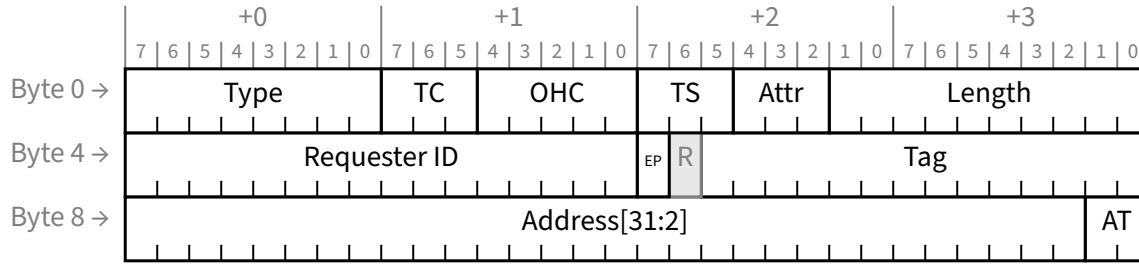 +0 +1 +2 +3
7 6 5 4 3 2 1 0 7 6 5 4 3 2 1 0 7 6 5 4 3 2 1 0 7 6 5 4 3 2 1 0
Byte 0 → Type TC OHC TS Attr Length
Byte 4 → Requester ID EP R Tag
Byte 8 → Address[31:2] AT